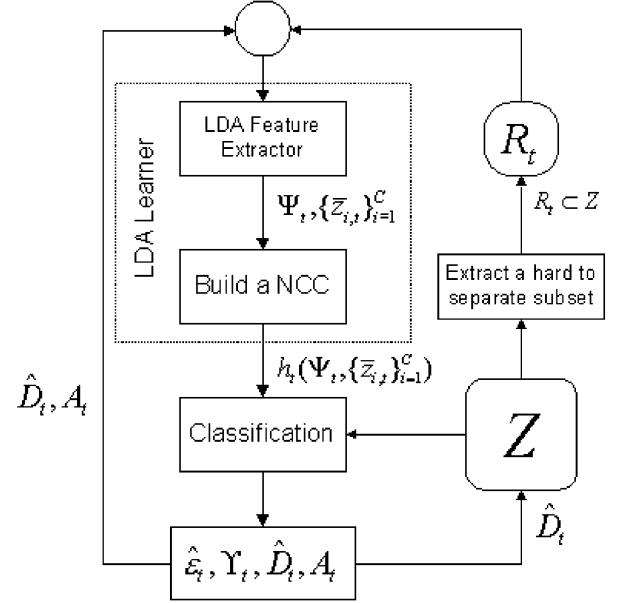 LDA Learner
LDA Feature
Extractor
Ψ_t, {z̄_{i,t}}_{i=1}^C
Build a NCC
h_t(Ψ_t, {z̄_{i,t}}_{i=1}^C)
Classification
ε̂_t, ϒ_t, D̂_t, A_t
D̂_t, A_t
R_t
R_t ⊂ Z
Extract a hard to
separate subset
Z
D̂_t